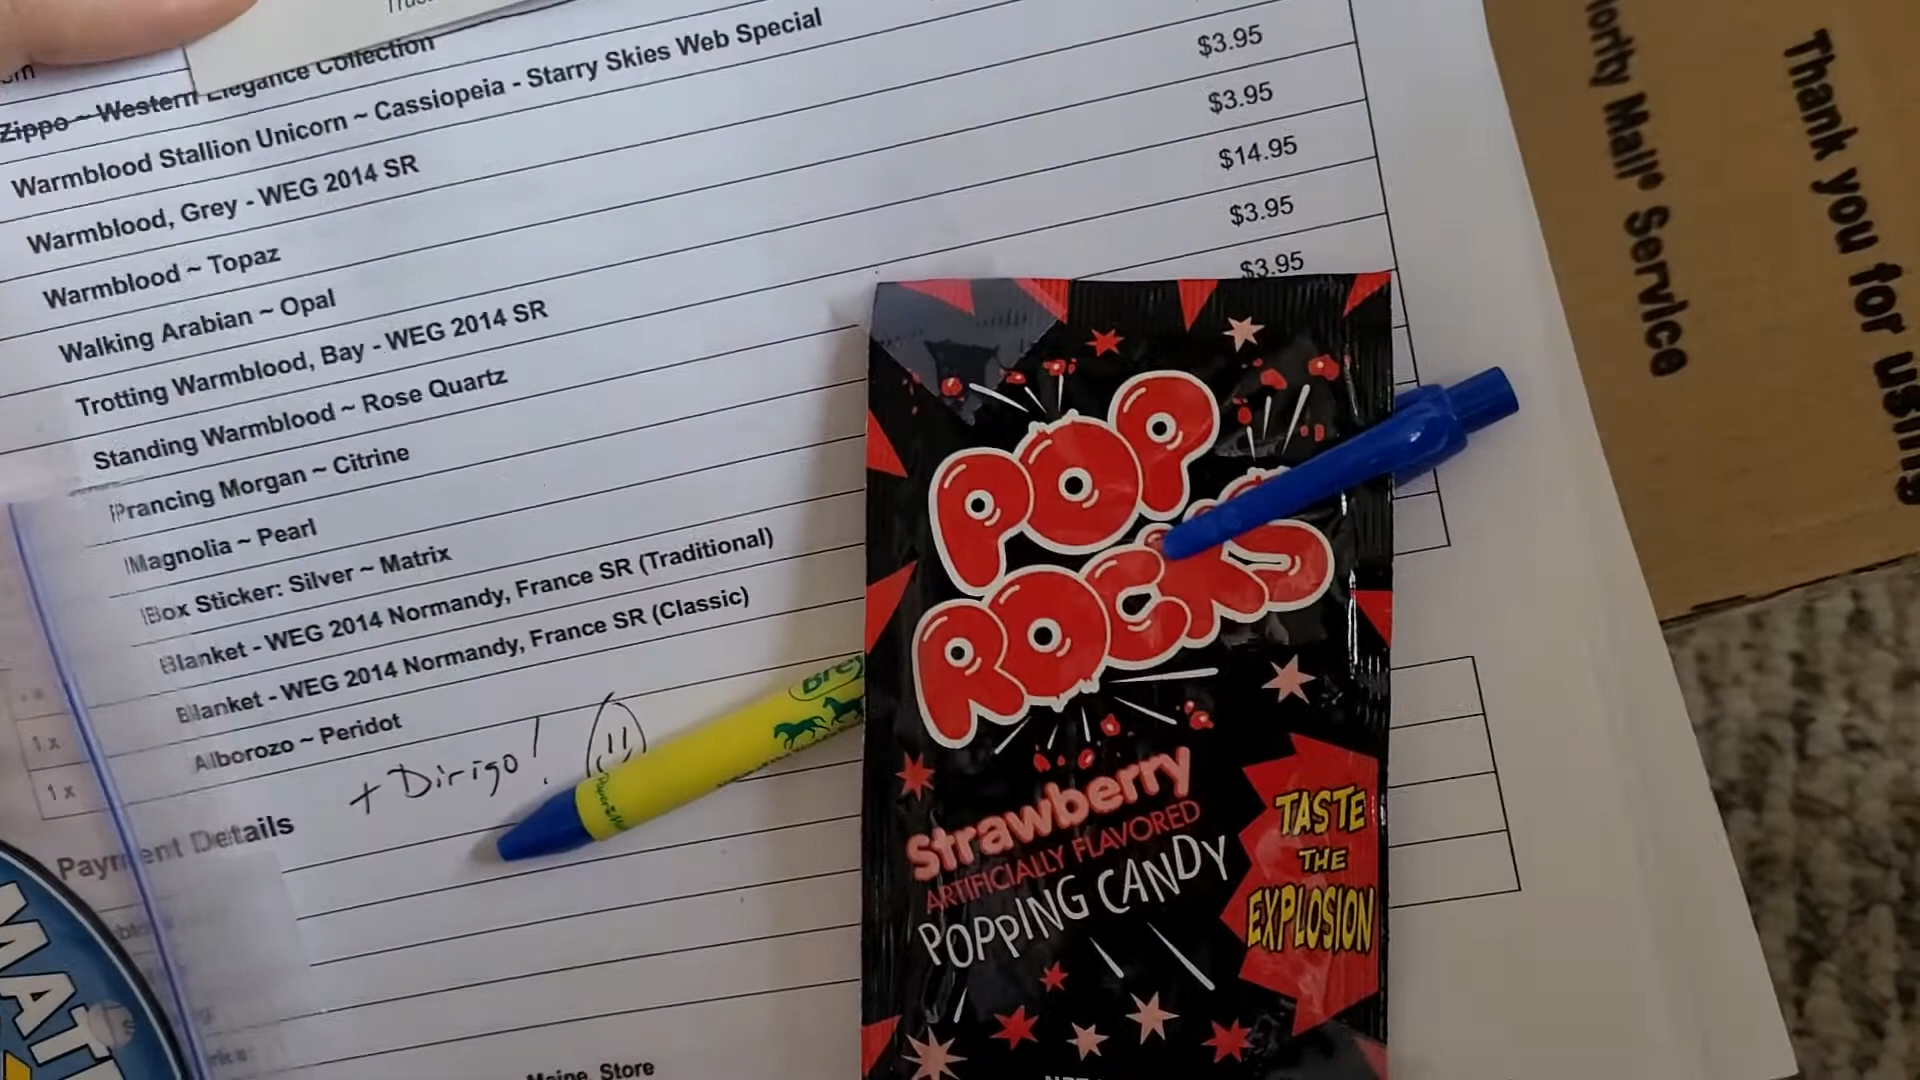 Zippo ~ Western Elegance Collection
Warmblood Stallion Unicorn ~ Cassiopeia - Starry Skies Web Special
$3.95
Warmblood, Grey - WEG 2014 SR
$3.95
Warmblood ~ Topaz
$14.95
Walking Arabian ~ Opal
$3.95
Trotting Warmblood, Bay - WEG 2014 SR
$3.95
Standing Warmblood ~ Rose Quartz
Prancing Morgan ~ Citrine
Magnolia ~ Pearl
Box Sticker: Silver ~ Matrix
Blanket - WEG 2014 Normandy, France SR (Traditional)
Blanket - WEG 2014 Normandy, France SR (Classic)
1 x
Alborozo ~ Peridot
1 x
+ Dirigo!
Payment Details
Maine Store
POP
ROCKS
Strawberry
ARTIFICIALLY FLAVORED
POPPING CANDY
TASTE
THE
EXPLOSION
Mail® Service
Thank you for using